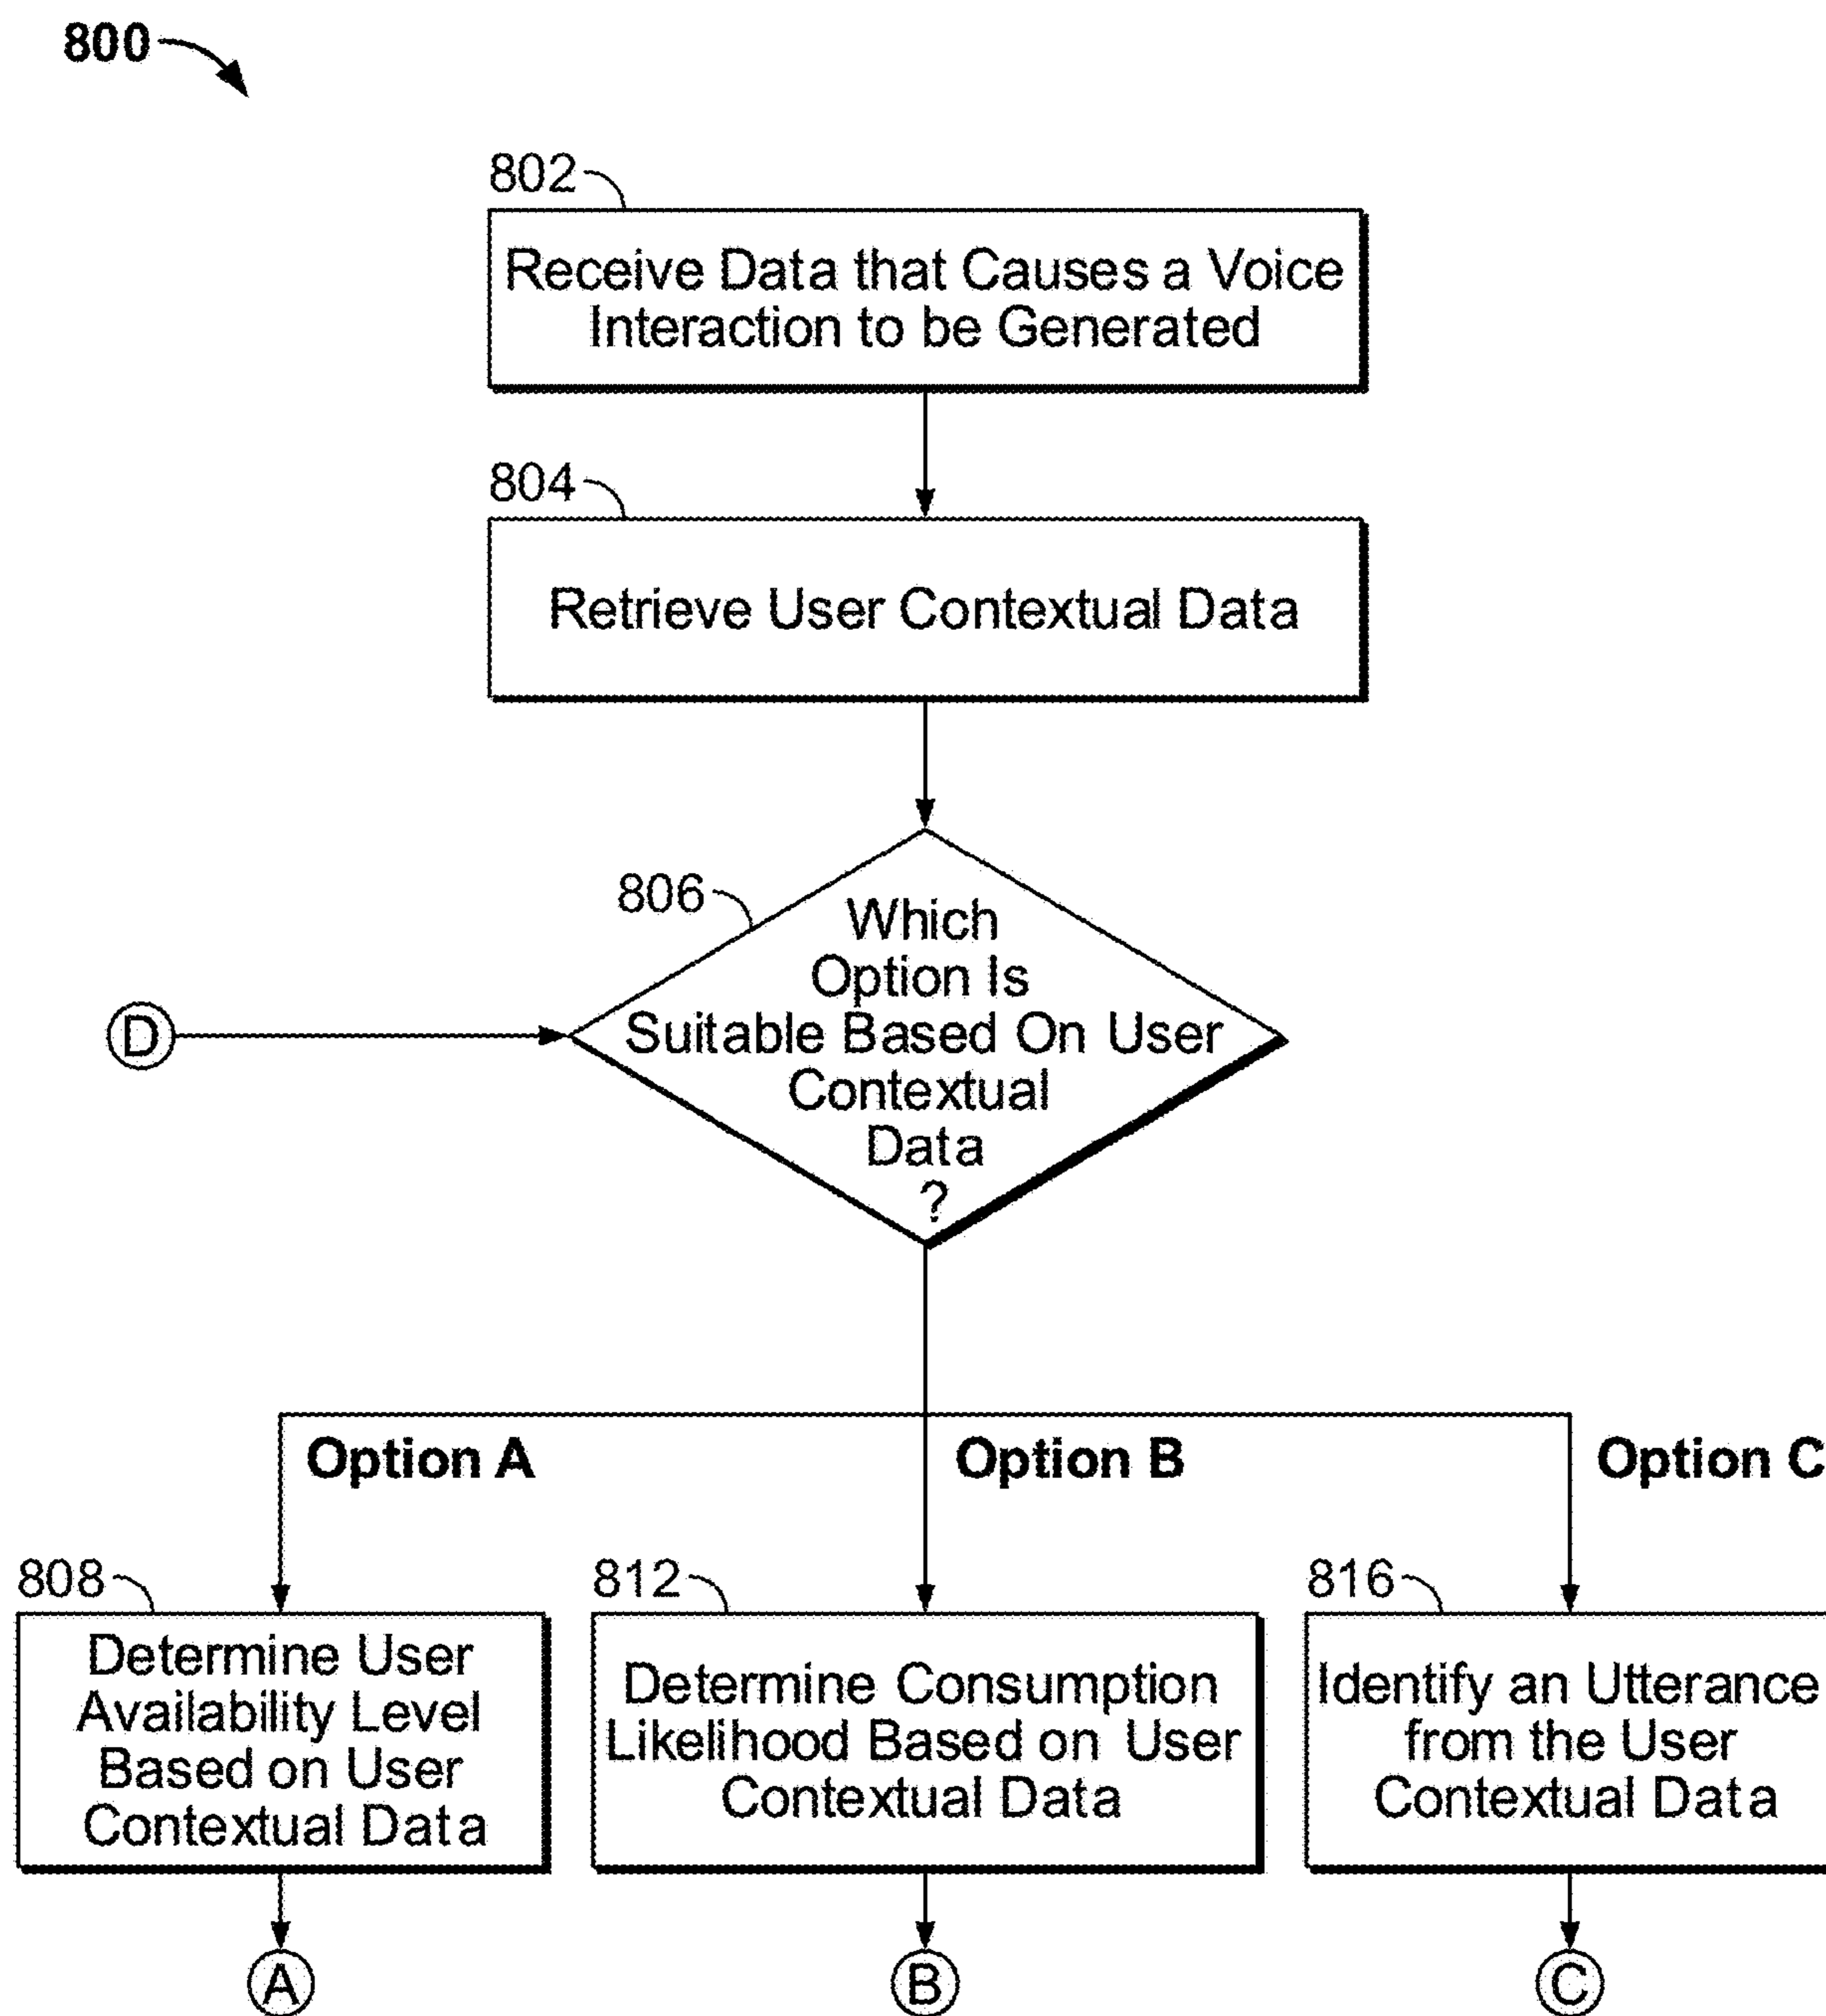 800
802
Receive Data that Causes a Voice
Interaction to be Generated
804
Retrieve User Contextual Data
806
Which
Option Is
Suitable Based On User
Contextual
Data
?
D
Option A
Option B
Option C
808
Determine User
Availability Level
Based on User
Contextual Data
812
Determine Consumption
Likelihood Based on User
Contextual Data
816
Identify an Utterance
from the User
Contextual Data
A
B
C